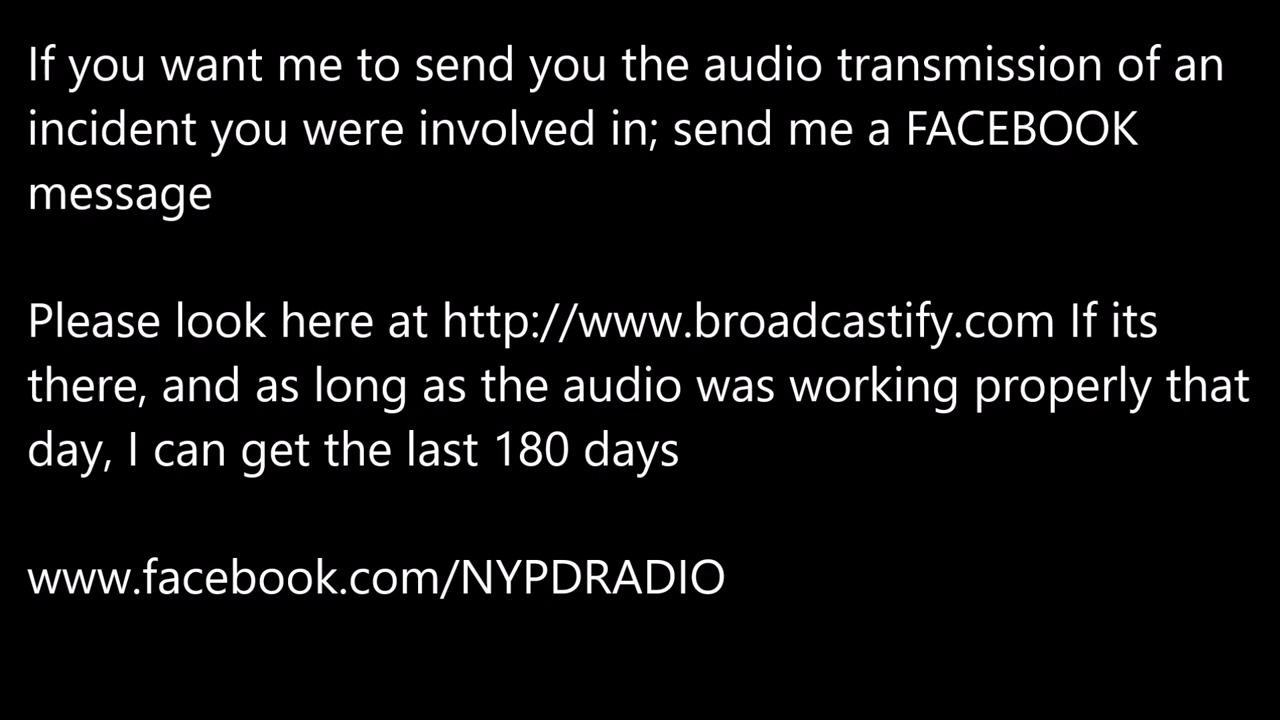 If you want me to send you the audio transmission of an
incident you were involved in; send me a FACEBOOK
message
Please look here at http://www.broadcastify.com If its
there, and as long as the audio was working properly that
day, I can get the last 180 days
www.facebook.com/NYPDRADIO